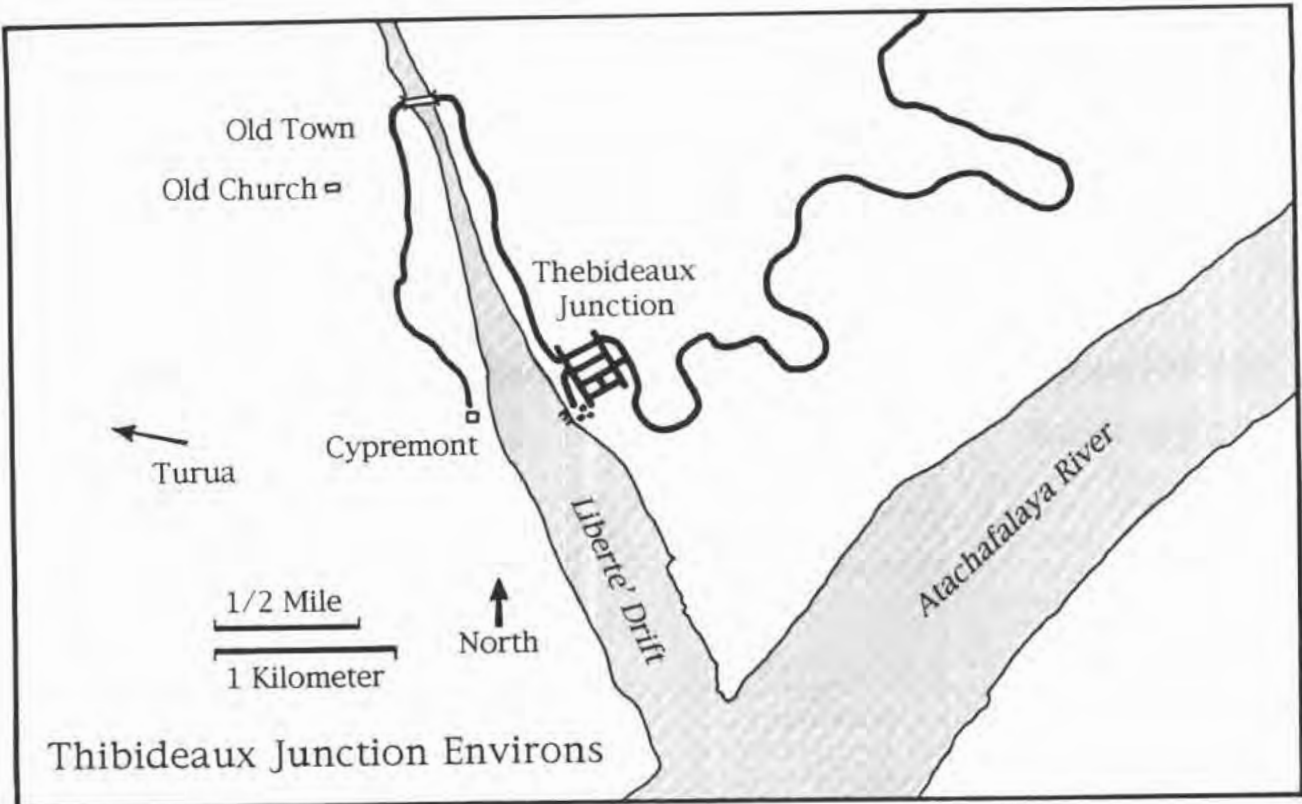 Old Town
Old Church
Thebideaux
Junction
Cypremont
Turua
Liberte' Drift
Atachafalaya River
1/2 Mile
North
1 Kilometer
Thibideaux Junction Environs